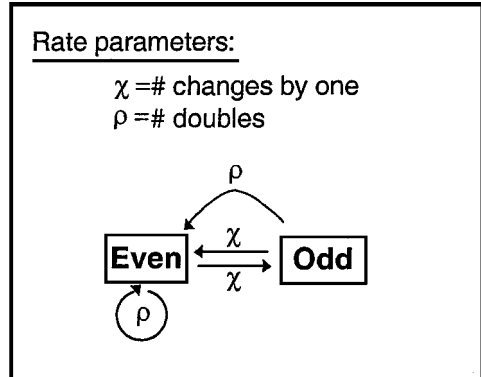 Rate parameters:
χ =# changes by one
ρ =# doubles
ρ
χ
Even
Odd
χ
ρ